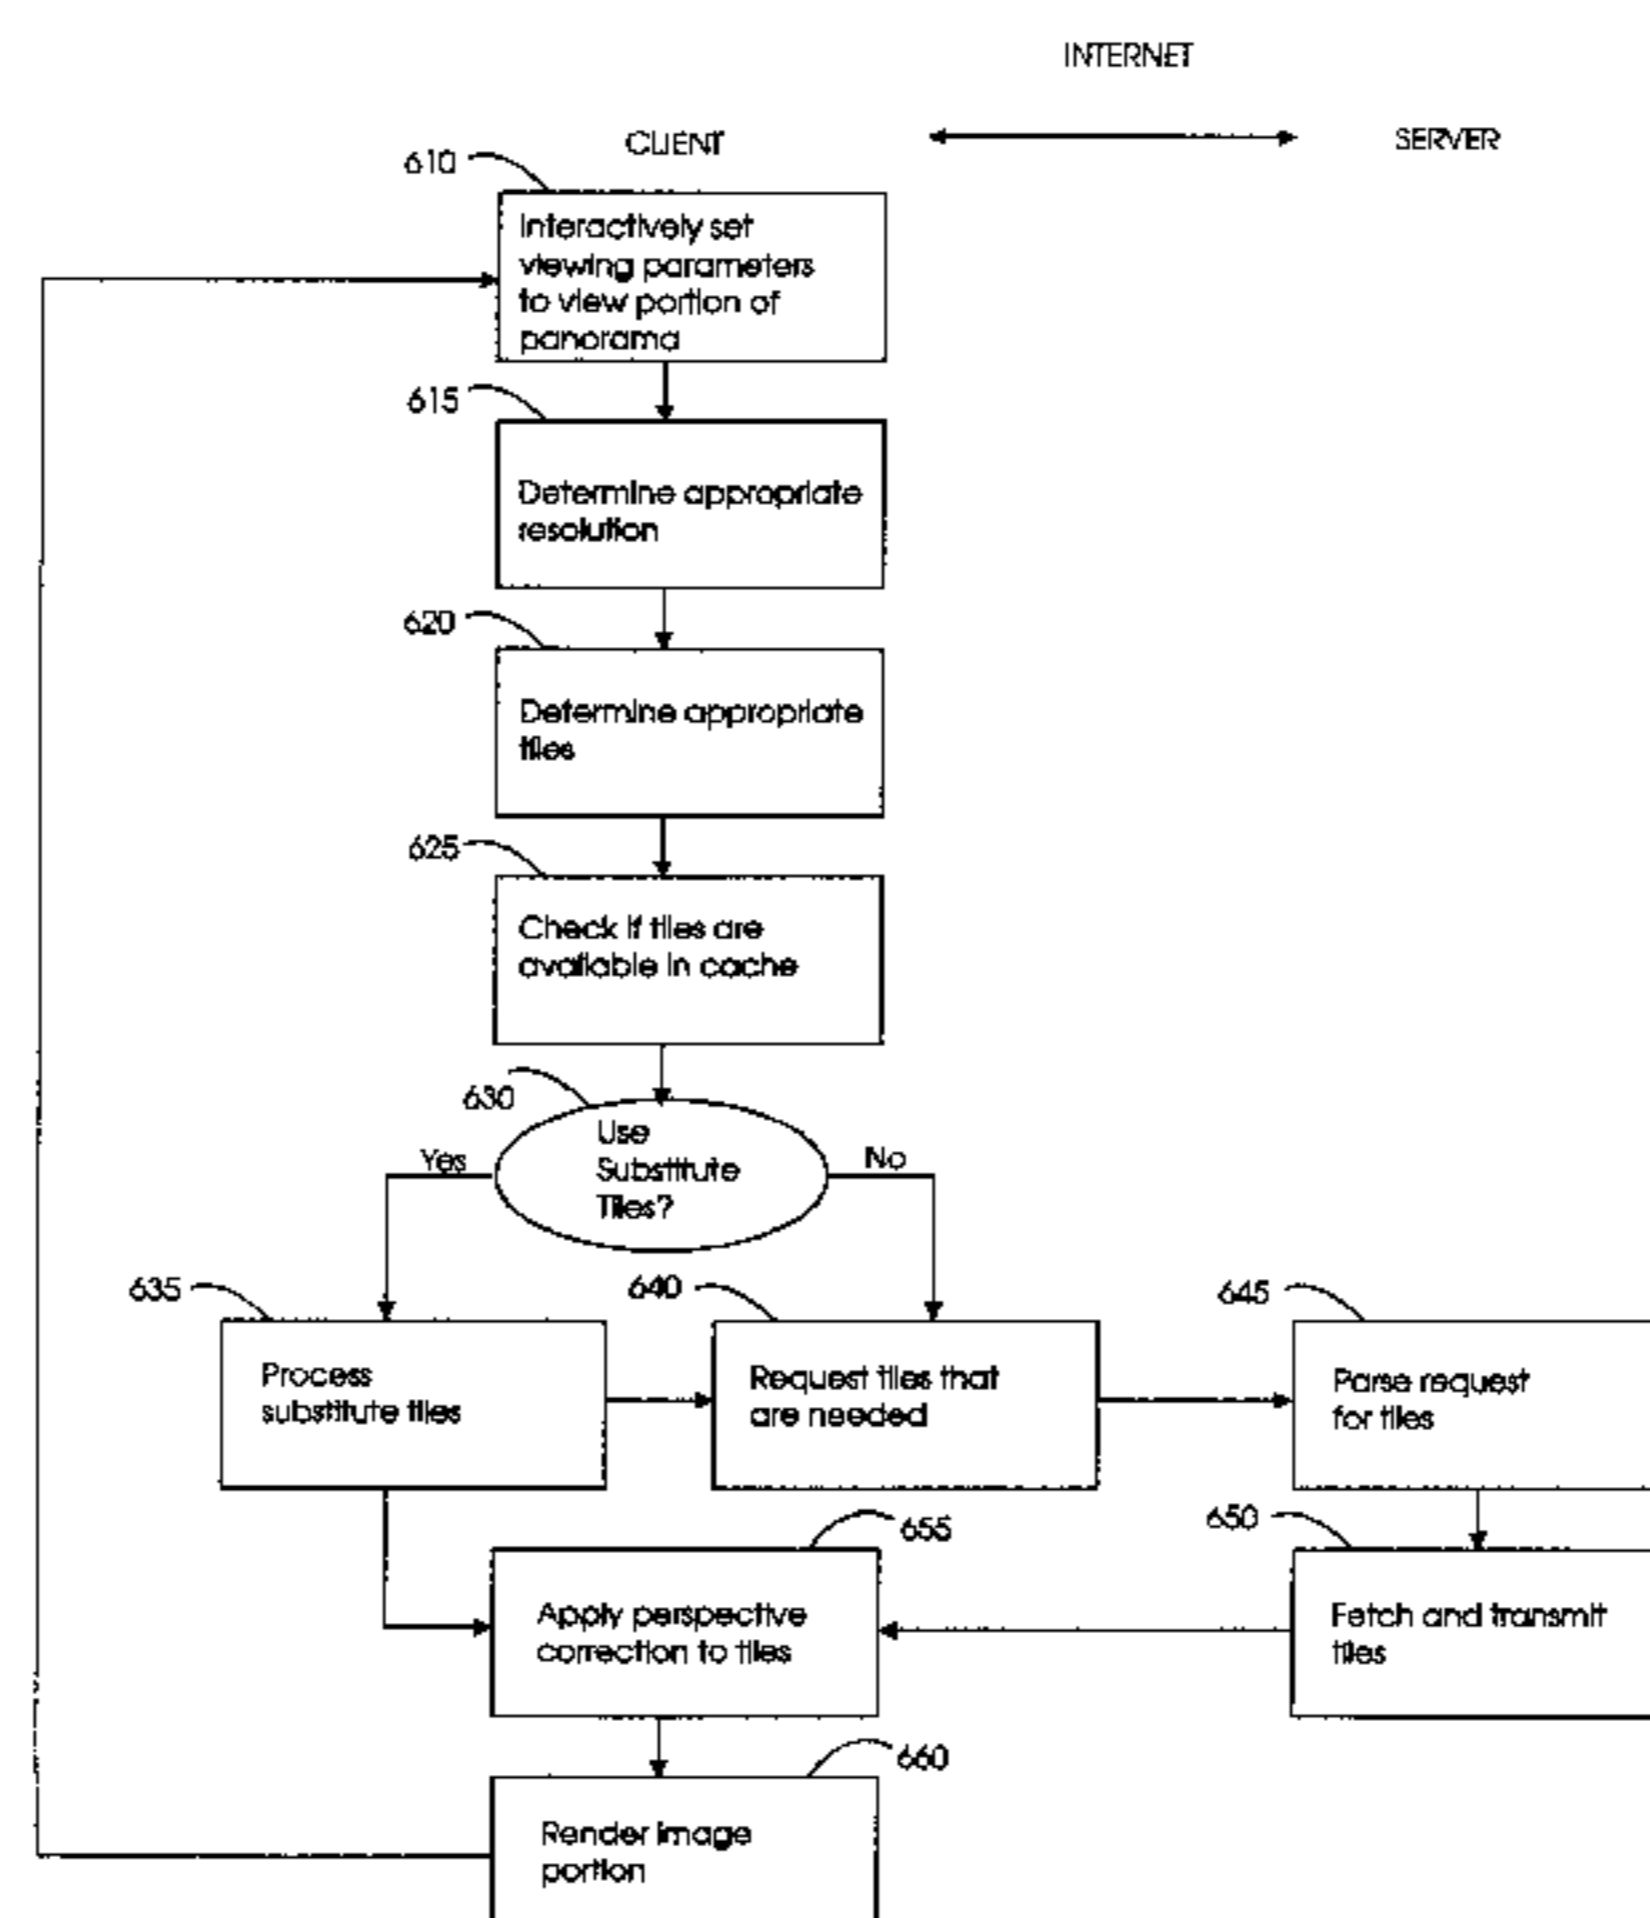 INTERNET
CLIENT
SERVER
610
Interactively set
viewing parameters
to view portion of
panorama
615
Determine appropriate
resolution
620
Determine appropriate
tiles
625
Check if tiles are
available in cache
630
Use
Substitute
Tiles?
Yes
No
635
Process
substitute tiles
640
Request tiles that
are needed
645
Parse request
for tiles
650
Fetch and transmit
tiles
655
Apply perspective
correction to tiles
660
Render image
portion